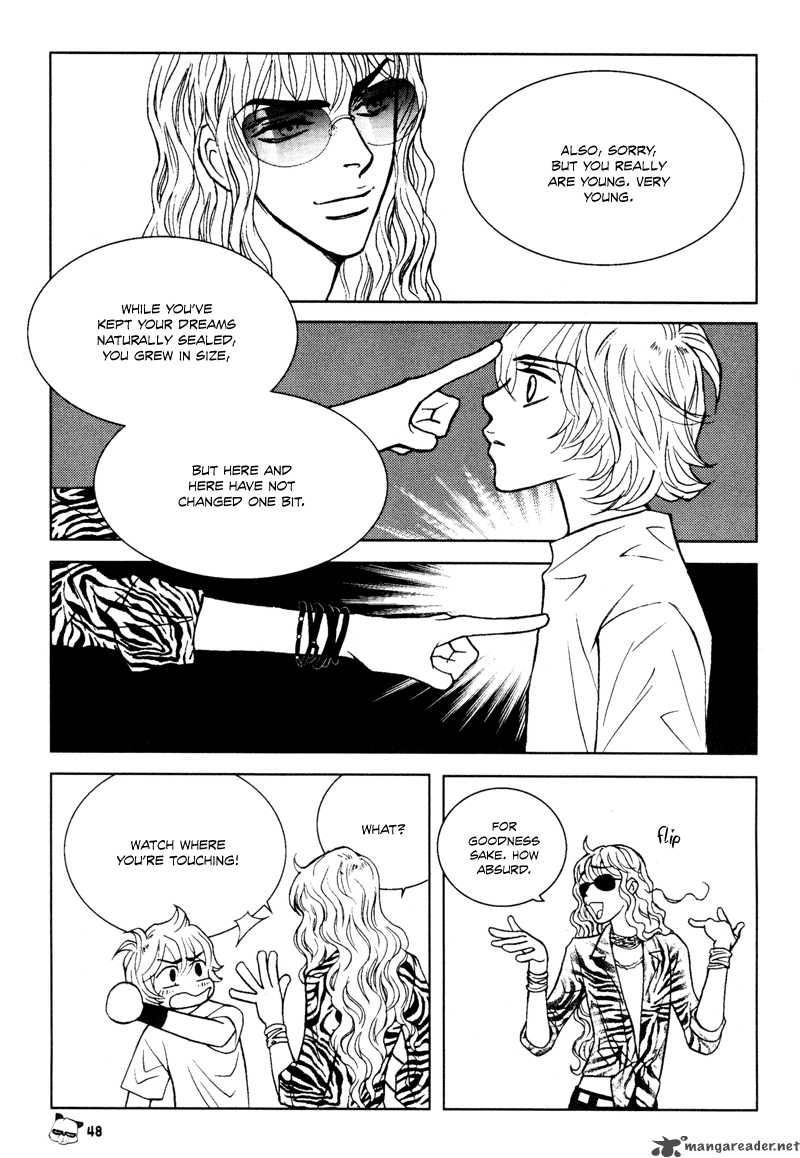 ALSO, SORRY,
BUT YOU REALLY
ARE YOUNG. VERY
YOUNG.
WHILE YOU'VE
KEPT YOUR DREAMS
NATURALLY SEALED,
YOU GREW IN SIZE,
BUT HERE AND
HERE HAVE NOT
CHANGED ONE BIT.
WATCH WHERE
YOU'RE TOUCHING!
WHAT?
FOR
GOODNESS
SAKE. HOW
ABSURD.
flip
48
mangareader.net